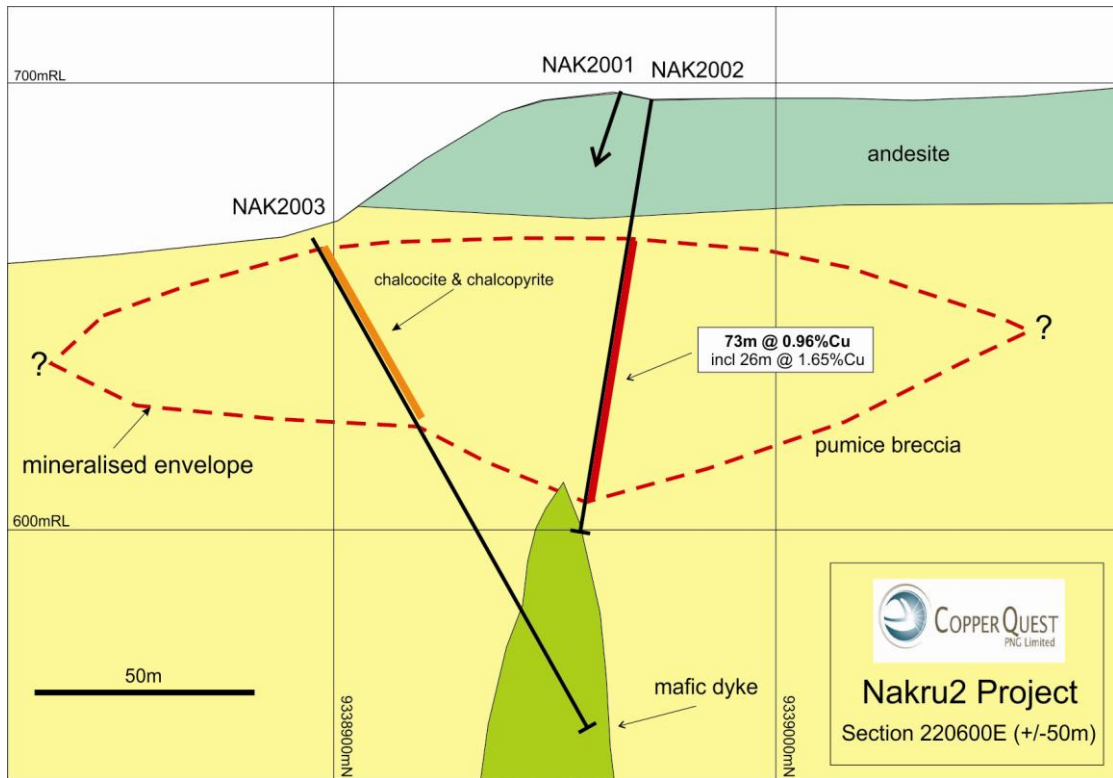 NAK2001
NAK2002
700mRL
andesite
NAK2003
chalcocite & chalcopyrite
?
?
73m @ 0.96%Cu
incl 26m @ 1.65%Cu
mineralised envelope
pumice breccia
600mRL
50m
9338900mN
mafic dyke
9339000mN
COPPERQUEST
PNG Limited
Nakru2 Project
Section 220600E (+/-50m)